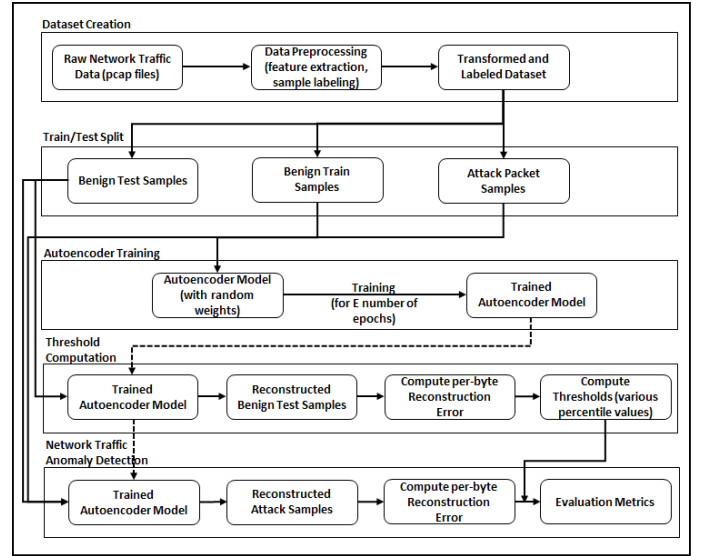 Dataset Creation
Raw Network Traffic
Data (pcap files)
Data Preprocessing
(feature extraction,
sample labeling)
Transformed and
Labeled Dataset
Train/Test Split
Benign Test Samples
Benign Train
Samples
Attack Packet
Samples
Autoencoder Training
Autoencoder Model
(with random
weights)
Training
(for E number of
epochs)
Trained
Autoencoder Model
Threshold
Computation
Trained
Autoencoder Model
Reconstructed
Benign Test Samples
Compute per-byte
Reconstruction
Error
Compute
Thresholds (various
percentile values)
Network Traffic
Anomaly Detection
Trained
Autoencoder Model
Reconstructed
Attack Samples
Compute per-byte
Reconstruction
Error
Evaluation Metrics